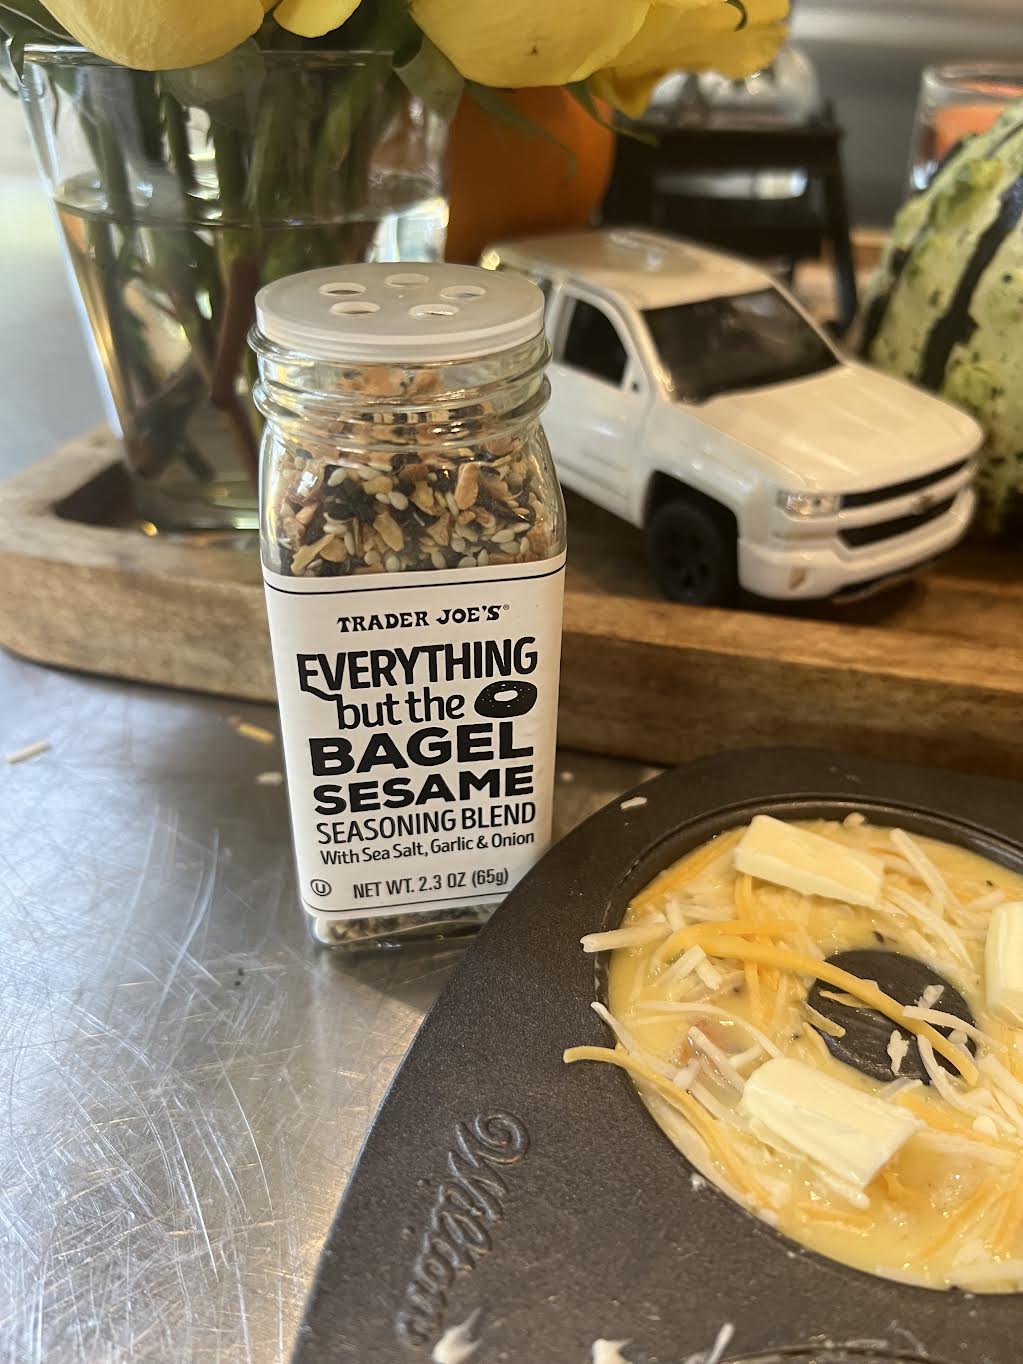 TRADER JOE'S®
EVERYTHING
but the
BAGEL
SESAME
SEASONING BLEND
With Sea Salt, Garlic & Onion
U NET WT. 2.3 OZ (65g)
Wilton